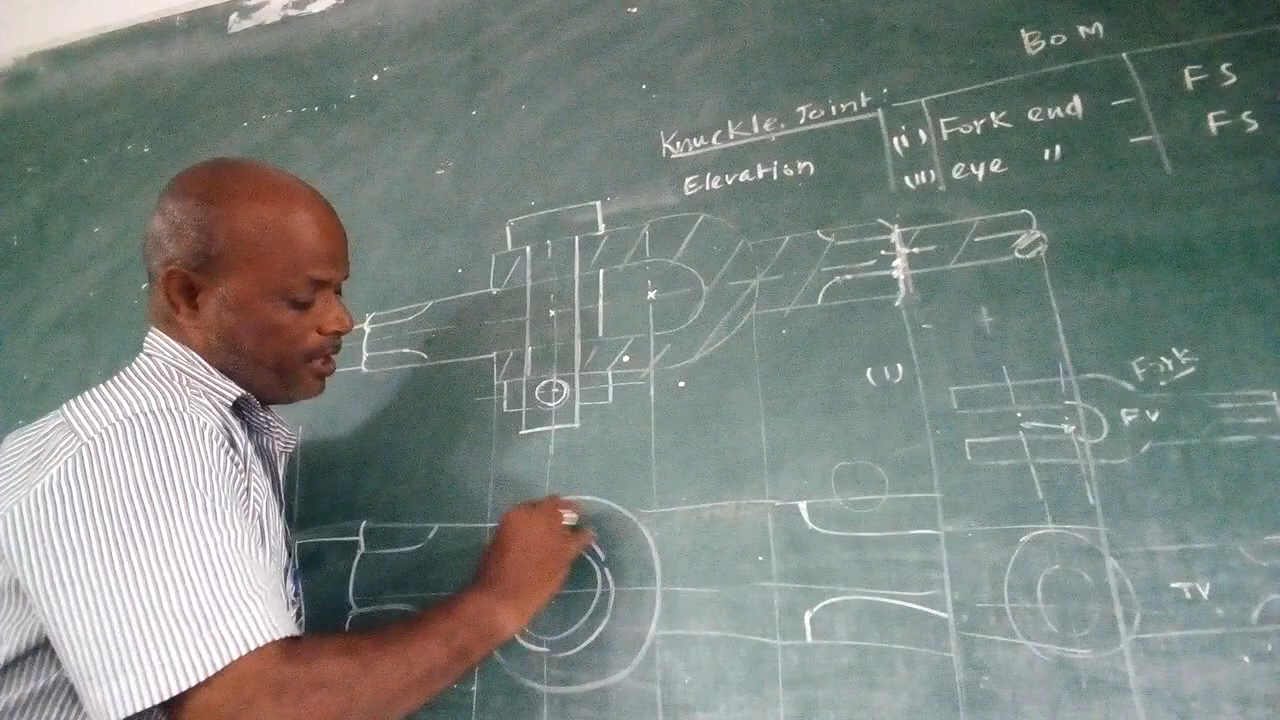 BOM
Knuckle Joint:
Elevation
(i) Fork end - FS
(ii) eye " - FS
(1)
Fork
FV
TV